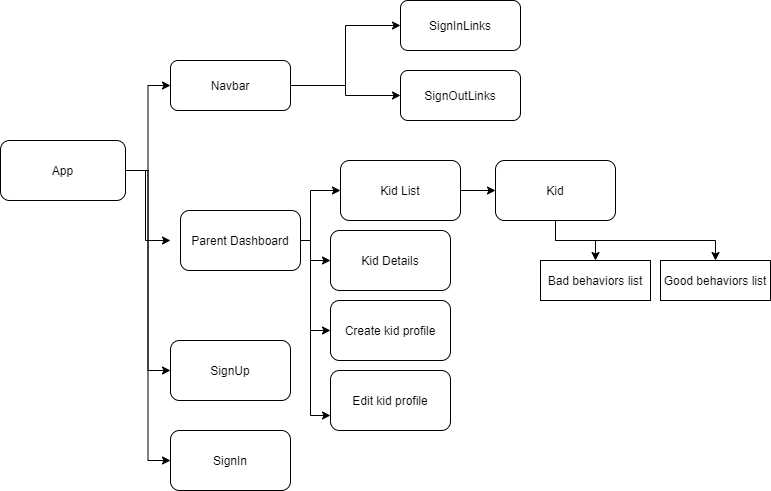 SignInLinks
Navbar
SignOutLinks
App
Kid List
Kid
Parent Dashboard
Kid Details
Bad behaviors list
Good behaviors list
Create kid profile
SignUp
Edit kid profile
SignIn